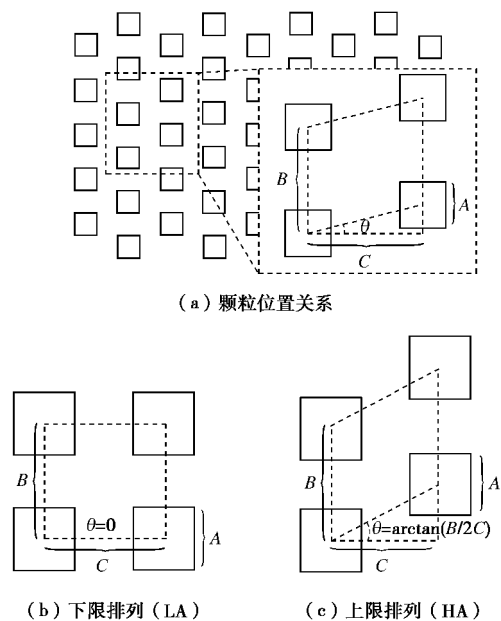 B
A
θ
C
（a）颗粒位置关系
B
θ=0
A
C
（b）下限排列（LA）
B
A
θ=arctan(B/2C)
C
（c）上限排列（HA）